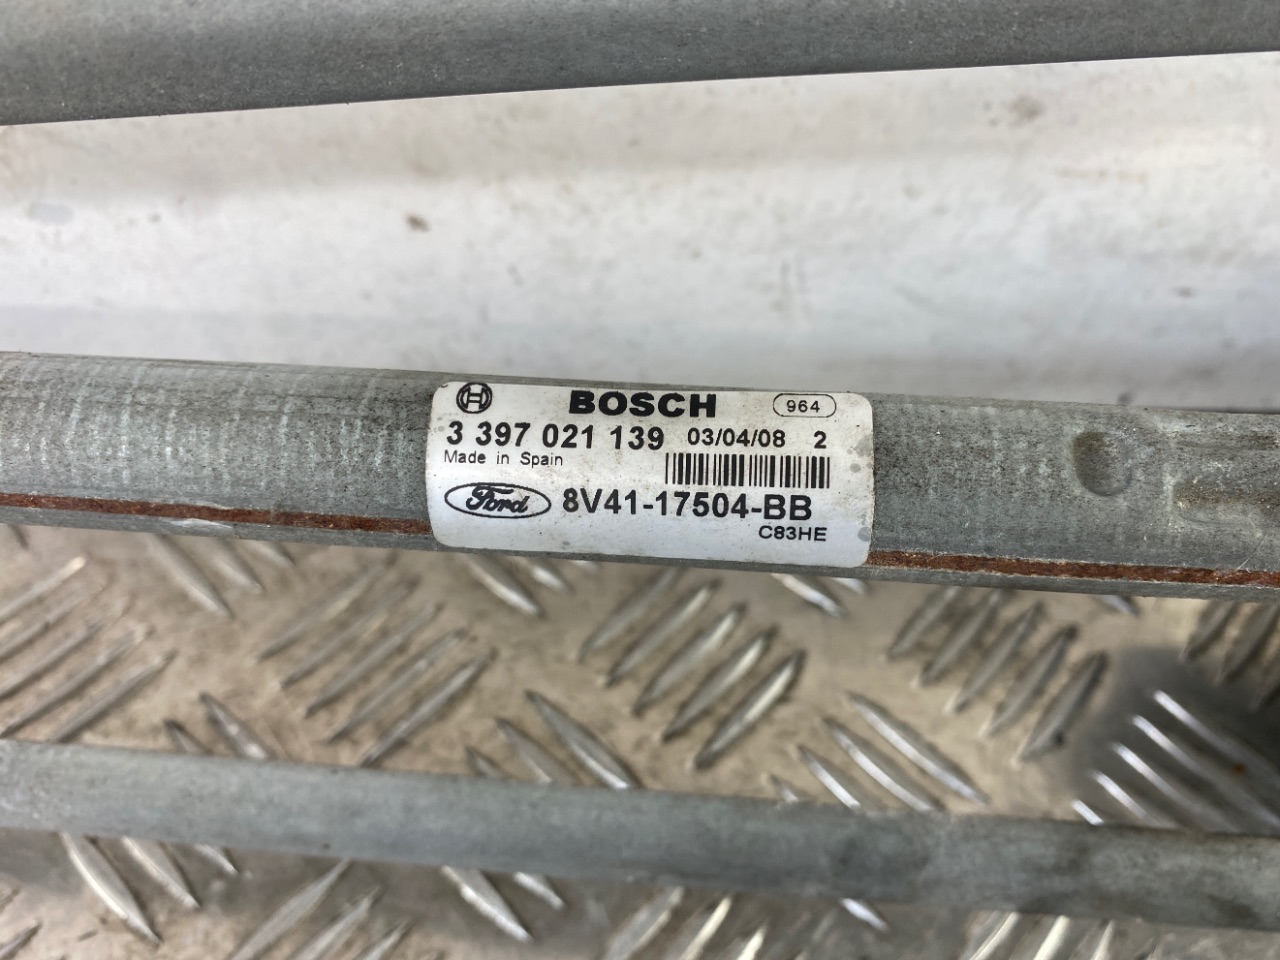 BOSCH 964
3 397 021 139 03/04/08 2
Made in Spain
Ford 8V41-17504-BB
C83HE